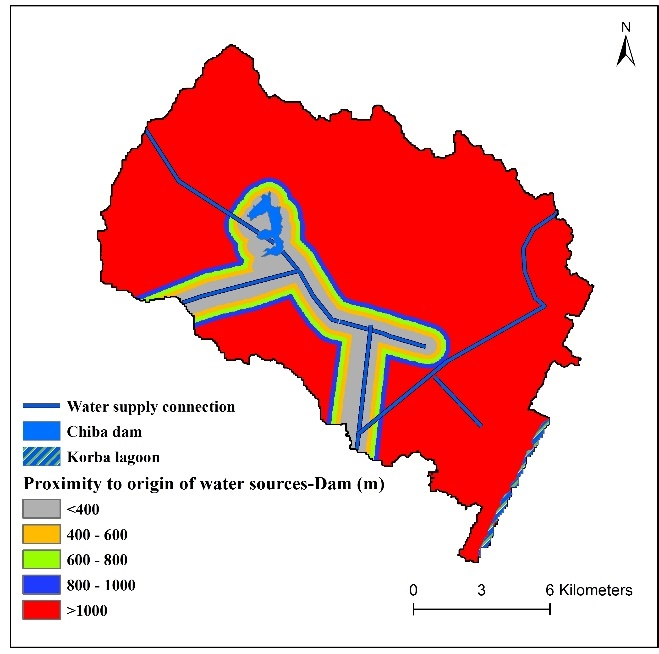 N
Water supply connection
Chiba dam
Korba lagoon
Proximity to origin of water sources-Dam (m)
<400
400 - 600
600 - 800
800 - 1000
>1000
0 3 6 Kilometers